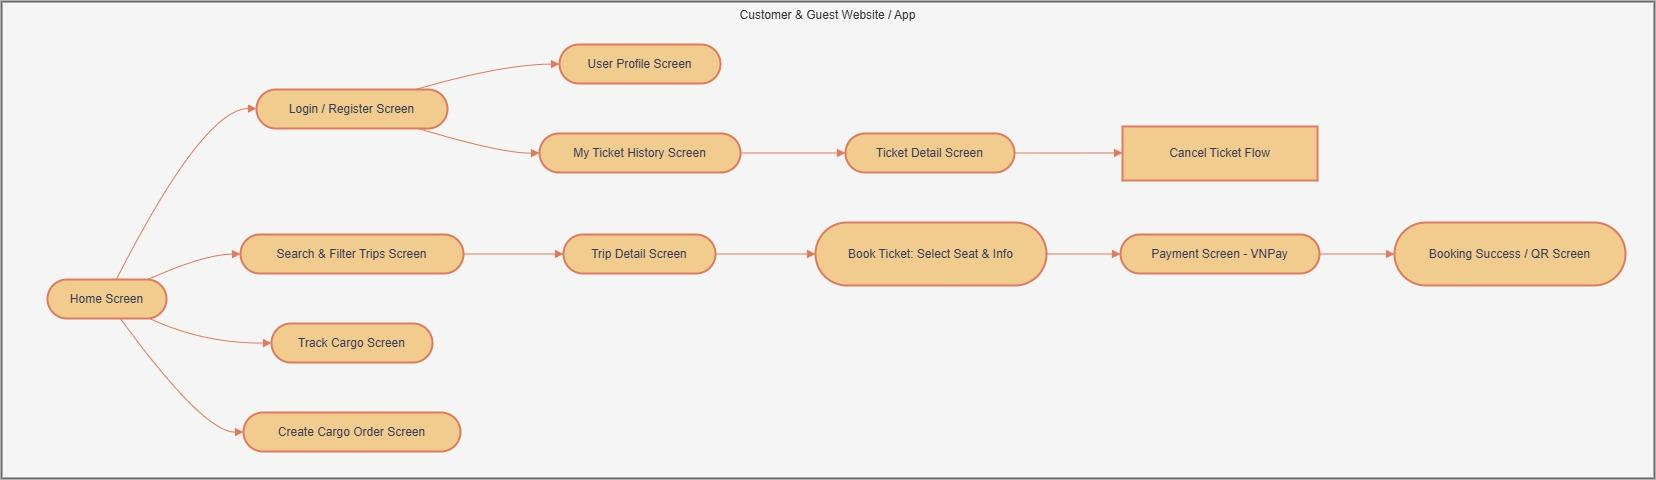 Customer & Guest Website / App
User Profile Screen
Login / Register Screen
My Ticket History Screen
Ticket Detail Screen
Cancel Ticket Flow
Search & Filter Trips Screen
Trip Detail Screen
Book Ticket: Select Seat & Info
Payment Screen - VNPay
Booking Success / QR Screen
Home Screen
Track Cargo Screen
Create Cargo Order Screen